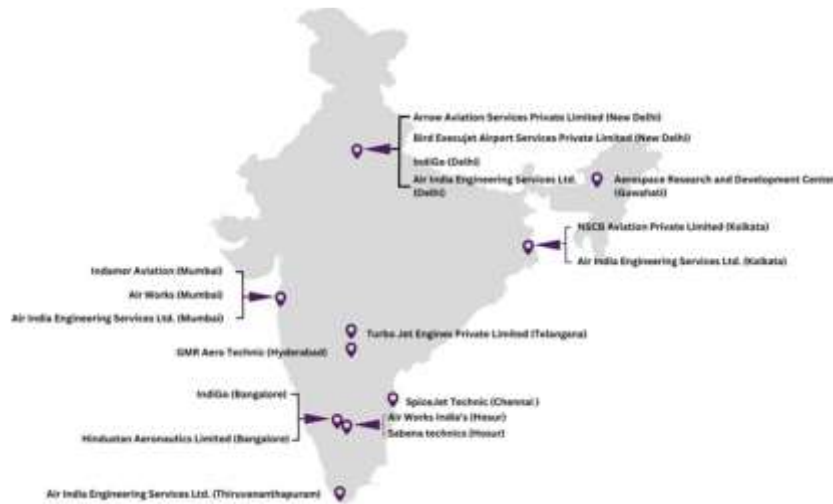 Arrow Aviation Services Private Limited (New Delhi)
Bird Execujet Airport Services Private Limited (New Delhi)
IndiGo (Delhi)
Air India Engineering Services Ltd.
(Delhi)
Aerospace Research and Development Center
(Guwahati)
NSCB Aviation Private Limited (Kolkata)
Air India Engineering Services Ltd. (Kolkata)
Indamer Aviation (Mumbai)
Air Works (Mumbai)
Air India Engineering Services Ltd. (Mumbai)
Turbo Jet Engines Private Limited (Telangana)
GMR Aero Technic (Hyderabad)
IndiGo (Bangalore)
SpiceJet Technic (Chennai )
Air Works India's (Hosur)
Hindustan Aeronautics Limited (Bangalore)
Sabena technics (Hosur)
Air India Engineering Services Ltd. (Thiruvananthapuram)